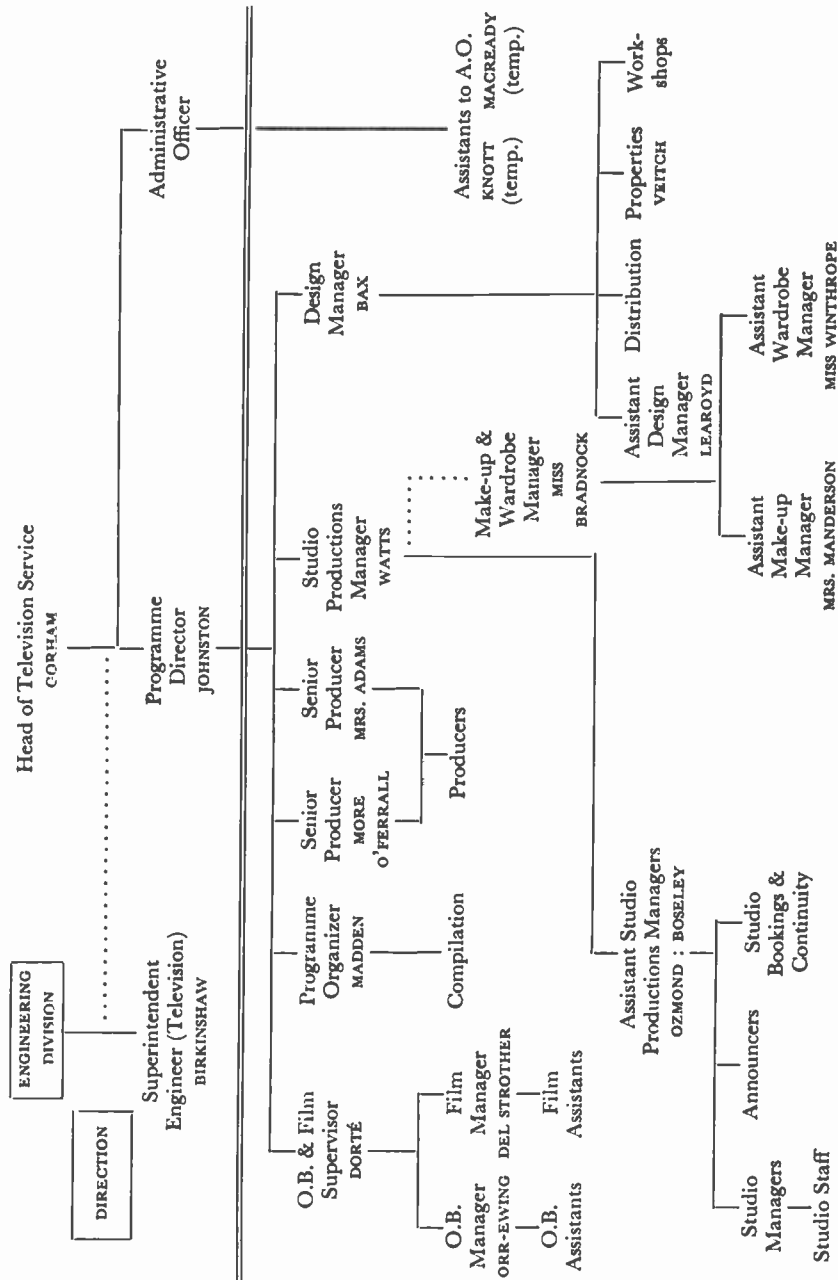 Head of Television Service
GORHAM
ENGINEERING
DIVISION
DIRECTION
Superintendent
Engineer (Television)
BIRKINSHAW
Programme
Director
JOHNSTON
Administrative
Officer
O.B. & Film
Supervisor
DORTÉ
Programme
Organizer
MADDEN
Senior
Producer
MORE
O'FERRALL
Senior
Producer
MRS. ADAMS
Studio
Productions
Manager
WATTS
Design
Manager
BAX
Assistants to A.O.
KNOTT MACREADY
(temp.) (temp.)
O.B.
Manager
ORR-EWING
Film
Manager
DEL STROTHER
O.B.
Assistants
Film
Assistants
Compilation
Producers
Make-up &
Wardrobe
Manager
MISS
BRADNOCK
Assistant Studio
Productions Managers
OZMOND : BOSELEY
Assistant
Design
Manager
LEAROYD
Distribution
Properties
VEITCH
Work-
shops
Studio
Managers
Studio Staff
Announcers
Studio
Bookings &
Continuity
Assistant
Make-up
Manager
MRS. MANDERSON
Assistant
Wardrobe
Manager
MISS WINTHROPE